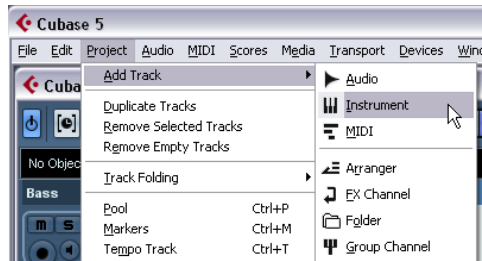 Cubase 5
File Edit Project Audio MIDI Scores Media Transport Devices
Cuba
Add Track
Duplicate Tracks
Remove Selected Tracks
Remove Empty Tracks
Track Folding
Pool Ctrl+P
Markers Ctrl+M
Tempo Track Ctrl+T
Audio
Instrument
MIDI
Arranger
FX Channel
Folder
Group Channel
[e]
No Objec
Bass
m s